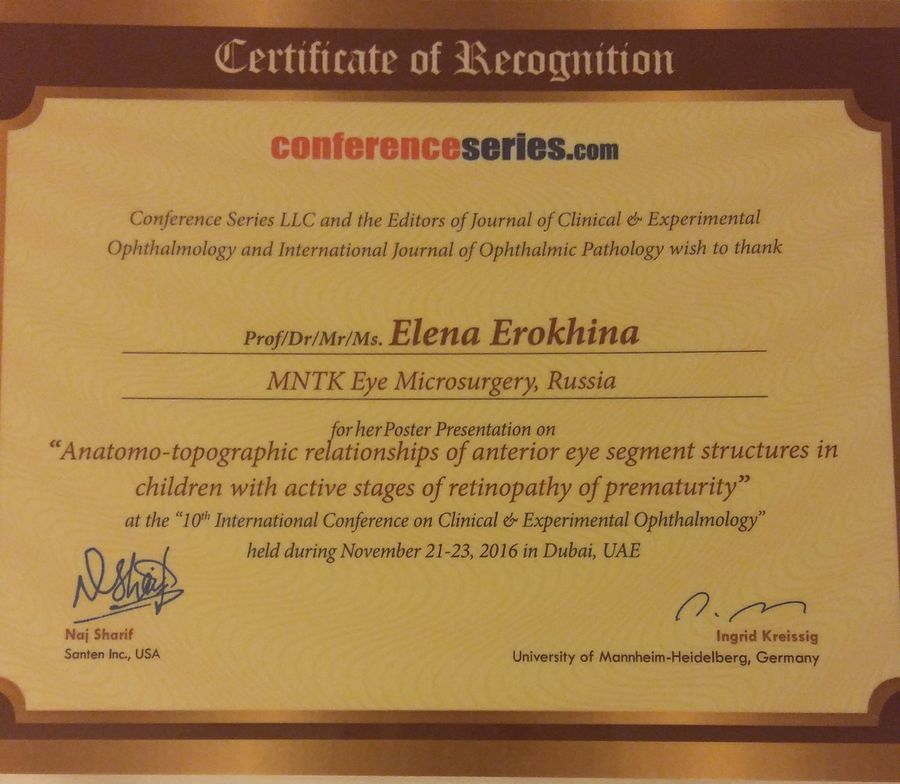 Certificate of Recognition
conferenceseries.com
Conference Series LLC and the Editors of Journal of Clinical & Experimental
Ophthalmology and International Journal of Ophthalmic Pathology wish to thank
Prof/Dr/Mr/Ms. Elena Erokhina
MNTK Eye Microsurgery, Russia
for her Poster Presentation on
“Anatomo-topographic relationships of anterior eye segment structures in
children with active stages of retinopathy of prematurity”
at the “10th International Conference on Clinical & Experimental Ophthalmology”
held during November 21-23, 2016 in Dubai, UAE
Naj Sharif
Santen Inc., USA
Ingrid Kreissig
University of Mannheim-Heidelberg, Germany